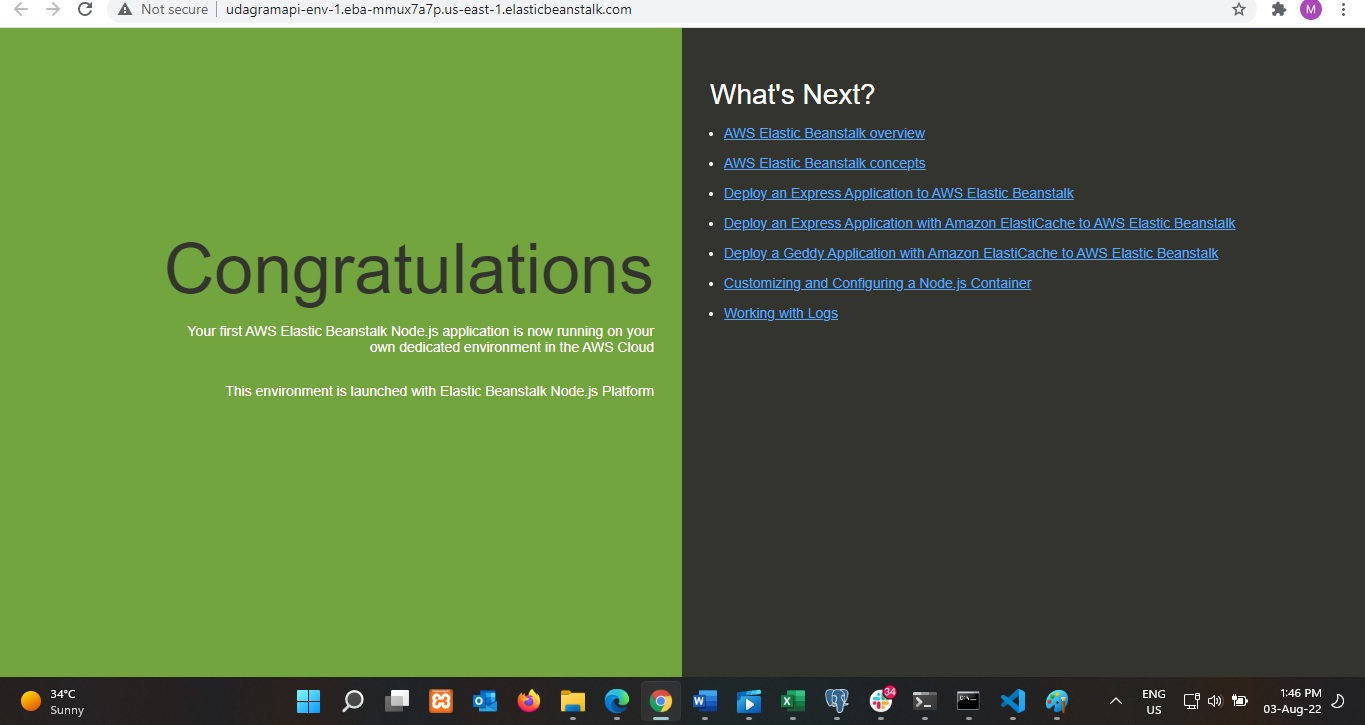 Not secure
udagramapi-env-1.eba-mmux7a7p.us-east-1.elasticbeanstalk.com
M
Congratulations
Your first AWS Elastic Beanstalk Node.js application is now running on your
own dedicated environment in the AWS Cloud
This environment is launched with Elastic Beanstalk Node.js Platform
What's Next?
AWS Elastic Beanstalk overview
AWS Elastic Beanstalk concepts
Deploy an Express Application to AWS Elastic Beanstalk
Deploy an Express Application with Amazon ElastiCache to AWS Elastic Beanstalk
Deploy a Geddy Application with Amazon ElastiCache to AWS Elastic Beanstalk
Customizing and Configuring a Node.js Container
Working with Logs
34°C
Sunny
34
ENG
US
1:46 PM
03-Aug-22